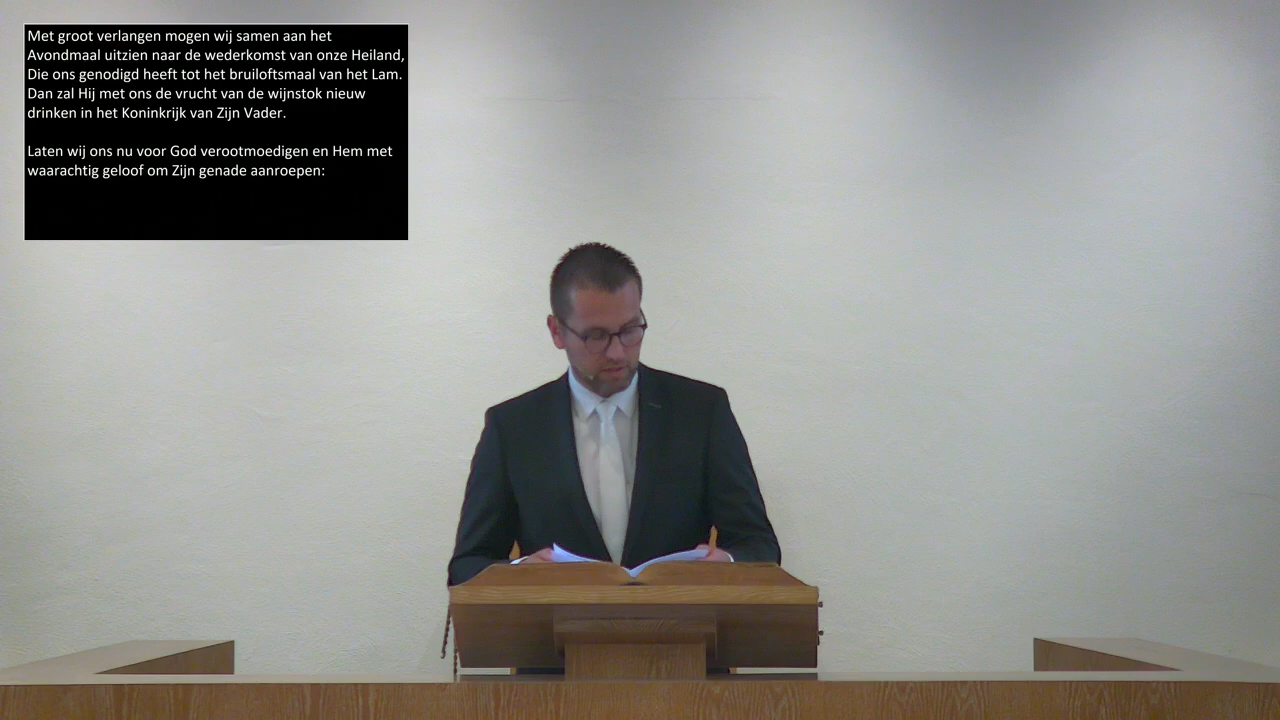 Met groot verlangen mogen wij samen aan het
Avondmaal uitzien naar de wederkomst van onze Heiland,
Die ons genodigd heeft tot het bruiloftsmaal van het Lam.
Dan zal Hij met ons de vrucht van de wijnstok nieuw
drinken in het Koninkrijk van Zijn Vader.
Laten wij ons nu voor God verootmoedigen en Hem met
waarachtig geloof om Zijn genade aanroepen: